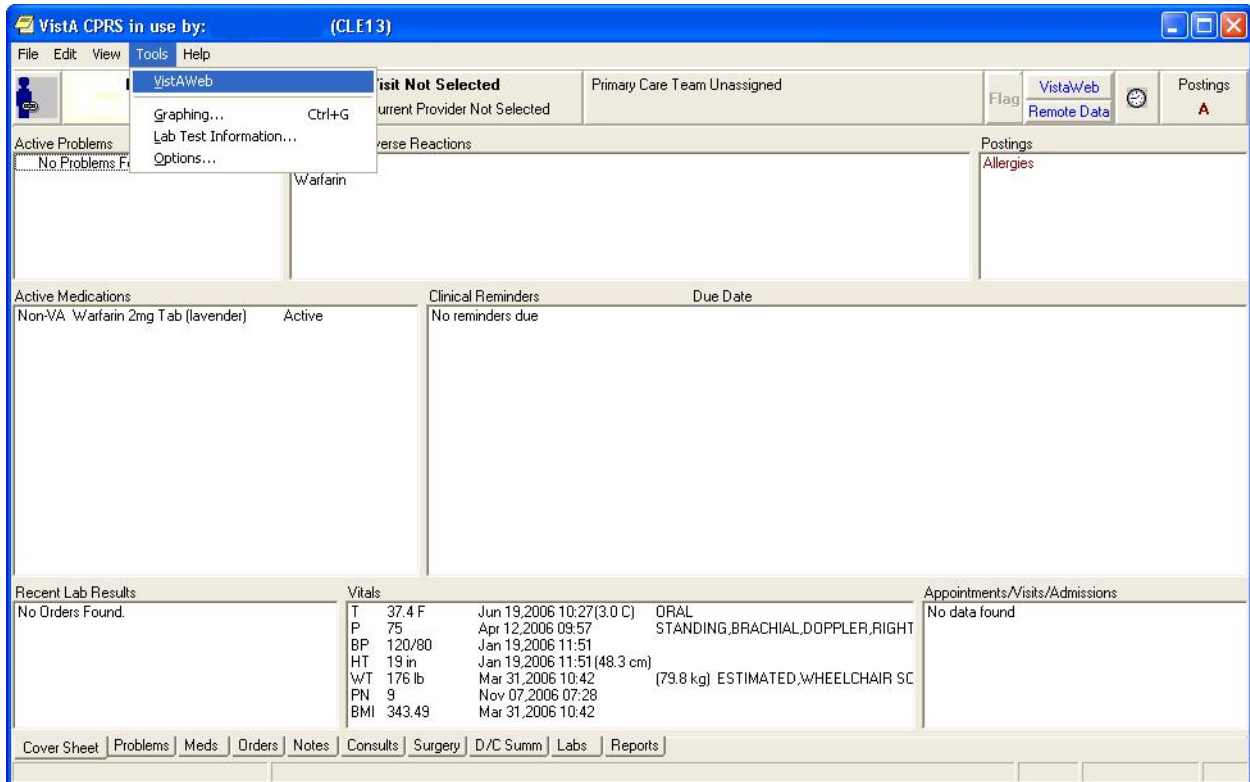 VistA CPRS in use by: (CLE13)
File Edit View Tools Help
VistAWeb
Graphing... Ctrl+G
Lab Test Information...
Options...
isit Not Selected
urrent Provider Not Selected
Primary Care Team Unassigned
Flag
VistaWeb
Remote Data
Postings
A
Active Problems
No Problems F
erse Reactions
Warfarin
Postings
Allergies
Active Medications
Non-VA Warfarin 2mg Tab (lavender) Active
Clinical Reminders Due Date
No reminders due
Recent Lab Results
No Orders Found.
Vitals
T 37.4 F Jun 19,2006 10:27(3.0 C) ORAL
P 75 Apr 12,2006 09:57 STANDING,BRACHIAL,DOPPLER,RIGHT
BP 120/80 Jan 19,2006 11:51
HT 19 in Jan 19,2006 11:51(48.3 cm)
WT 176 lb Mar 31,2006 10:42 (79.8 kg) ESTIMATED,WHEELCHAIR SC
PN 9 Nov 07,2006 07:28
BMI 343.49 Mar 31,2006 10:42
Appointments/Visits/Admissions
No data found
Cover Sheet Problems Meds Orders Notes Consults Surgery D/C Summ Labs Reports